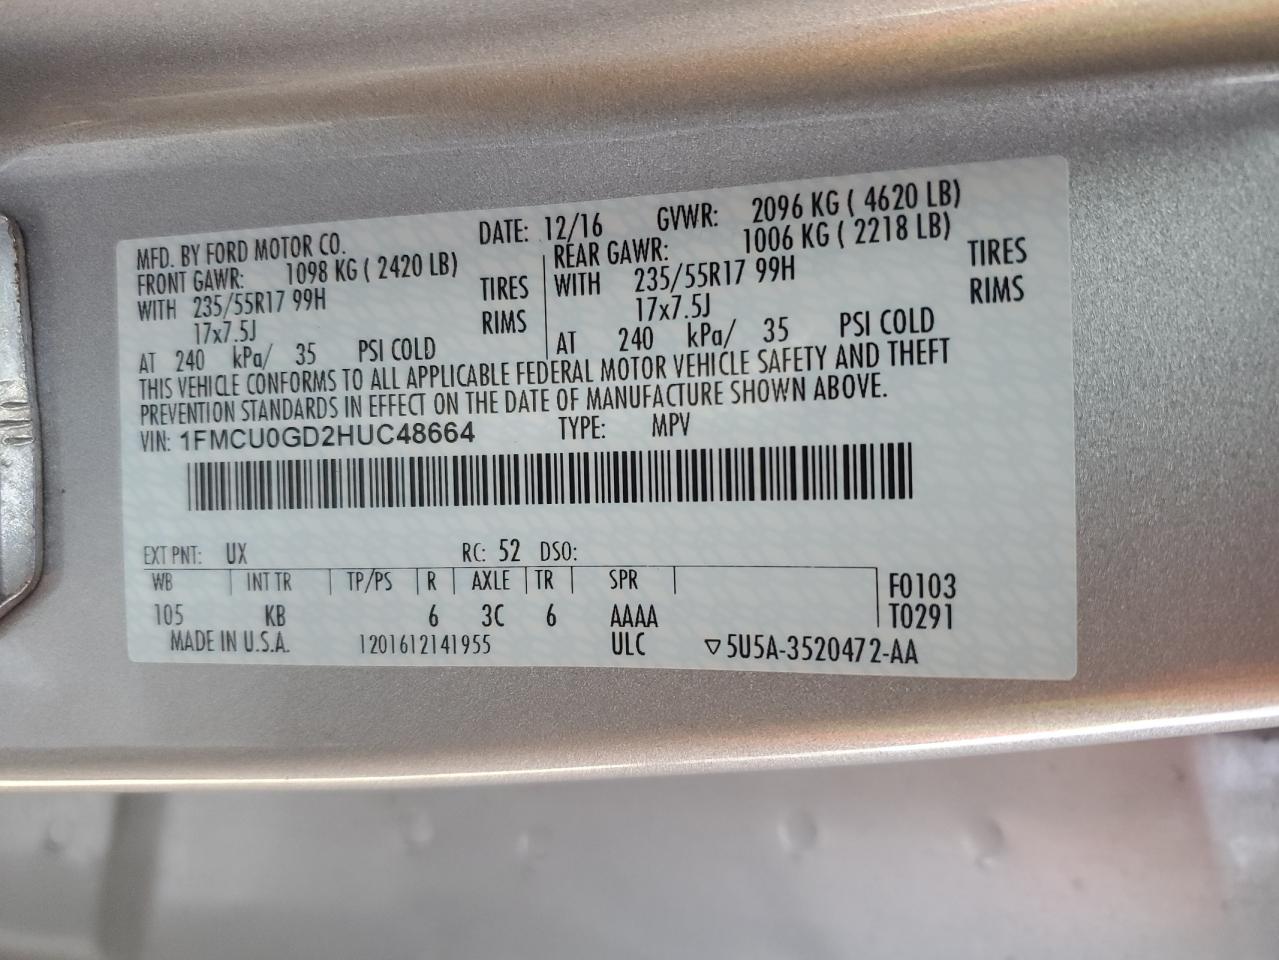 MFD. BY FORD MOTOR CO. DATE: 12/16 GVWR: 2096 KG ( 4620 LB)
FRONT GAWR: 1098 KG ( 2420 LB) REAR GAWR: 1006 KG ( 2218 LB)
WITH 235/55R17 99H TIRES WITH 235/55R17 99H TIRES
17x7.5J RIMS 17x7.5J RIMS
AT 240 kPa/ 35 PSI COLD AT 240 kPa/ 35 PSI COLD
THIS VEHICLE CONFORMS TO ALL APPLICABLE FEDERAL MOTOR VEHICLE SAFETY AND THEFT
PREVENTION STANDARDS IN EFFECT ON THE DATE OF MANUFACTURE SHOWN ABOVE.
VIN: 1FMCU0GD2HUC48664 TYPE: MPV
EXT PNT: UX RC: 52 DSO:
WB INT TR TP/PS R AXLE TR SPR F0103
105 KB 6 3C 6 AAAA T0291
MADE IN U.S.A. 1201612141955 ULC ▽5U5A-3520472-AA